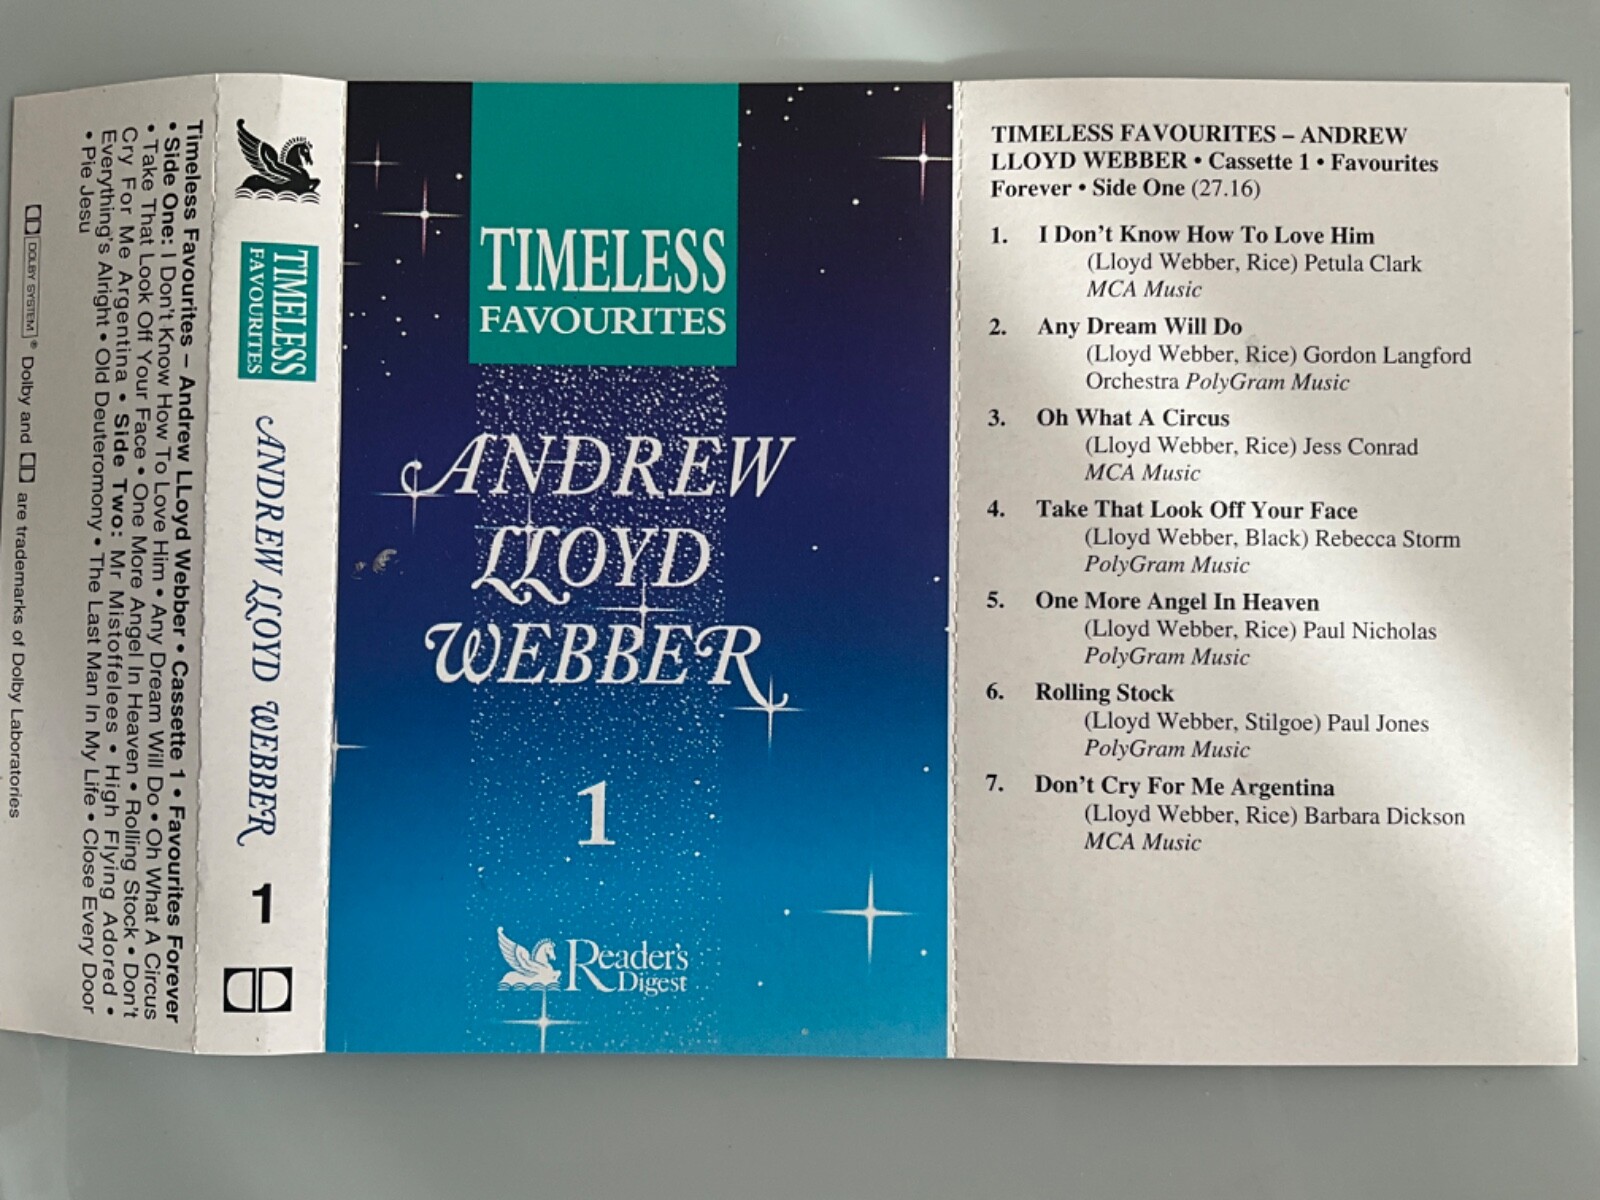 Timeless Favourites – Andrew LLoyd Webber • Cassette 1 • Favourites Forever
• Side One: I Don't Know How To Love Him • Any Dream Will Do • Oh What A Circus
• Take That Look Off Your Face • One More Angel In Heaven • Rolling Stock • Don't
Cry For Me Argentina • Side Two: Mr Mistoffelees • High Flying Adored •
Everything's Alright • Old Deuteromony • The Last Man In My Life • Close Every Door
• Pie Jesu
DOLBY SYSTEM ® Dolby and are trademarks of Dolby Laboratories
TIMELESS
FAVOURITES
ANDREW LLOYD WEBBER 1
TIMELESS
FAVOURITES
ANDREW
LLOYD
WEBBER
1
Reader's
Digest
TIMELESS FAVOURITES – ANDREW
LLOYD WEBBER • Cassette 1 • Favourites
Forever • Side One (27.16)
1. I Don't Know How To Love Him
(Lloyd Webber, Rice) Petula Clark
MCA Music
2. Any Dream Will Do
(Lloyd Webber, Rice) Gordon Langford
Orchestra PolyGram Music
3. Oh What A Circus
(Lloyd Webber, Rice) Jess Conrad
MCA Music
4. Take That Look Off Your Face
(Lloyd Webber, Black) Rebecca Storm
PolyGram Music
5. One More Angel In Heaven
(Lloyd Webber, Rice) Paul Nicholas
PolyGram Music
6. Rolling Stock
(Lloyd Webber, Stilgoe) Paul Jones
PolyGram Music
7. Don't Cry For Me Argentina
(Lloyd Webber, Rice) Barbara Dickson
MCA Music